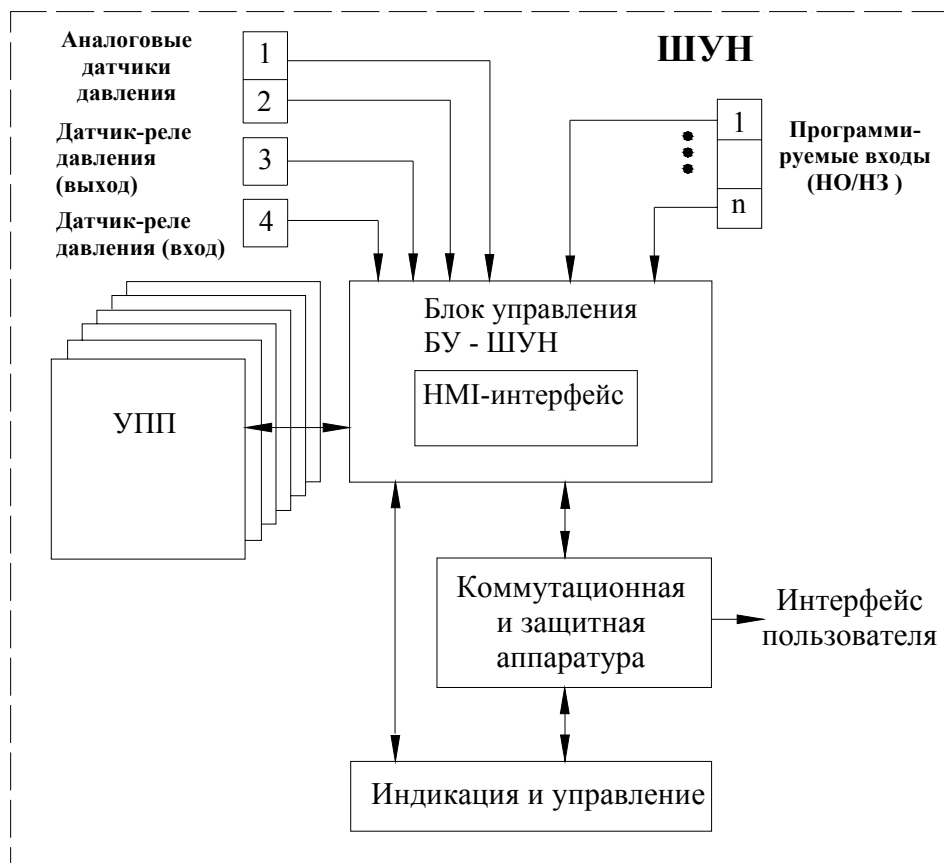 Аналоговые
датчики
давления
1
2
ШУН
Датчик-реле
давления
(выход)
3
Датчик-реле
давления (вход)
4
1
n
Программи-
руемые входы
(НО/НЗ )
Блок управления
БУ - ШУН
HMI-интерфейс
УПП
Коммутационная
и защитная
аппаратура
Интерфейс
пользователя
Индикация и управление